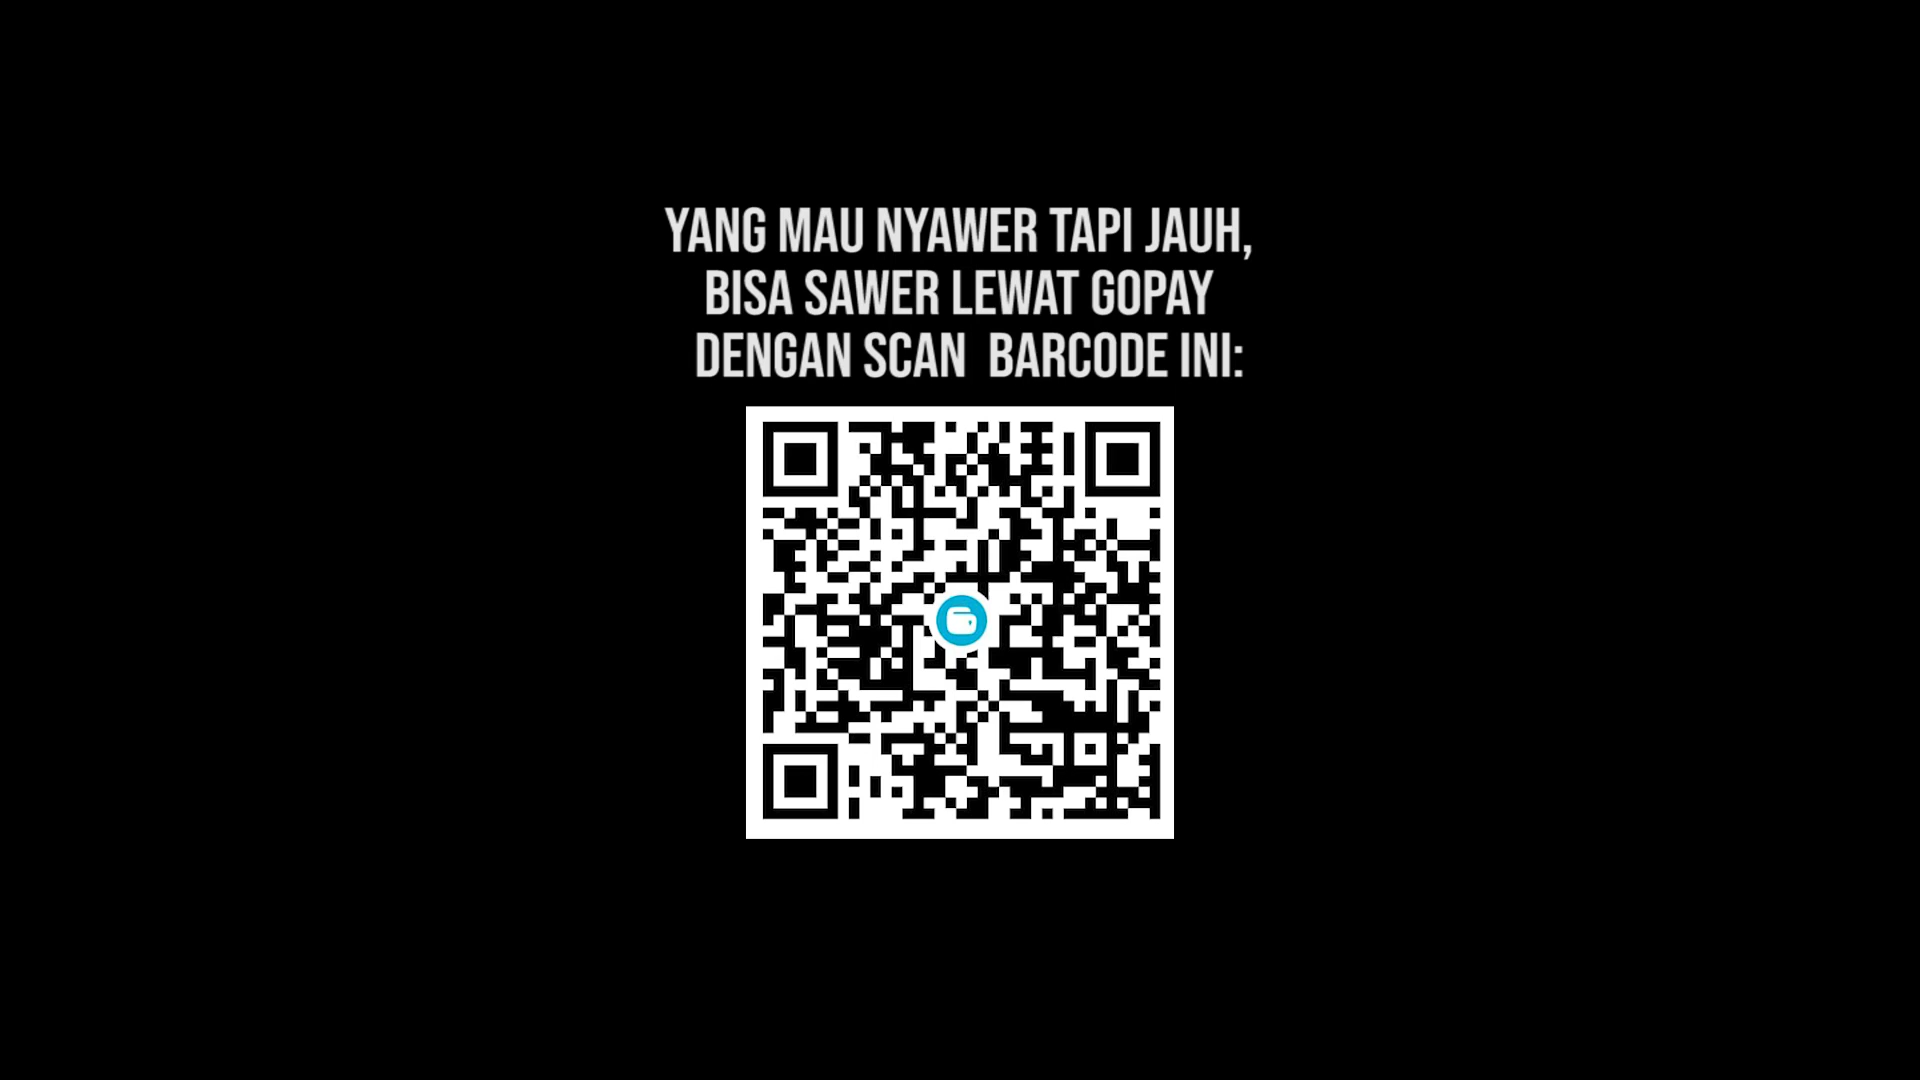 YANG MAU NYAWER TAPI JAUH,
BISA SAWER LEWAT GOPAY
DENGAN SCAN BARCODE INI: